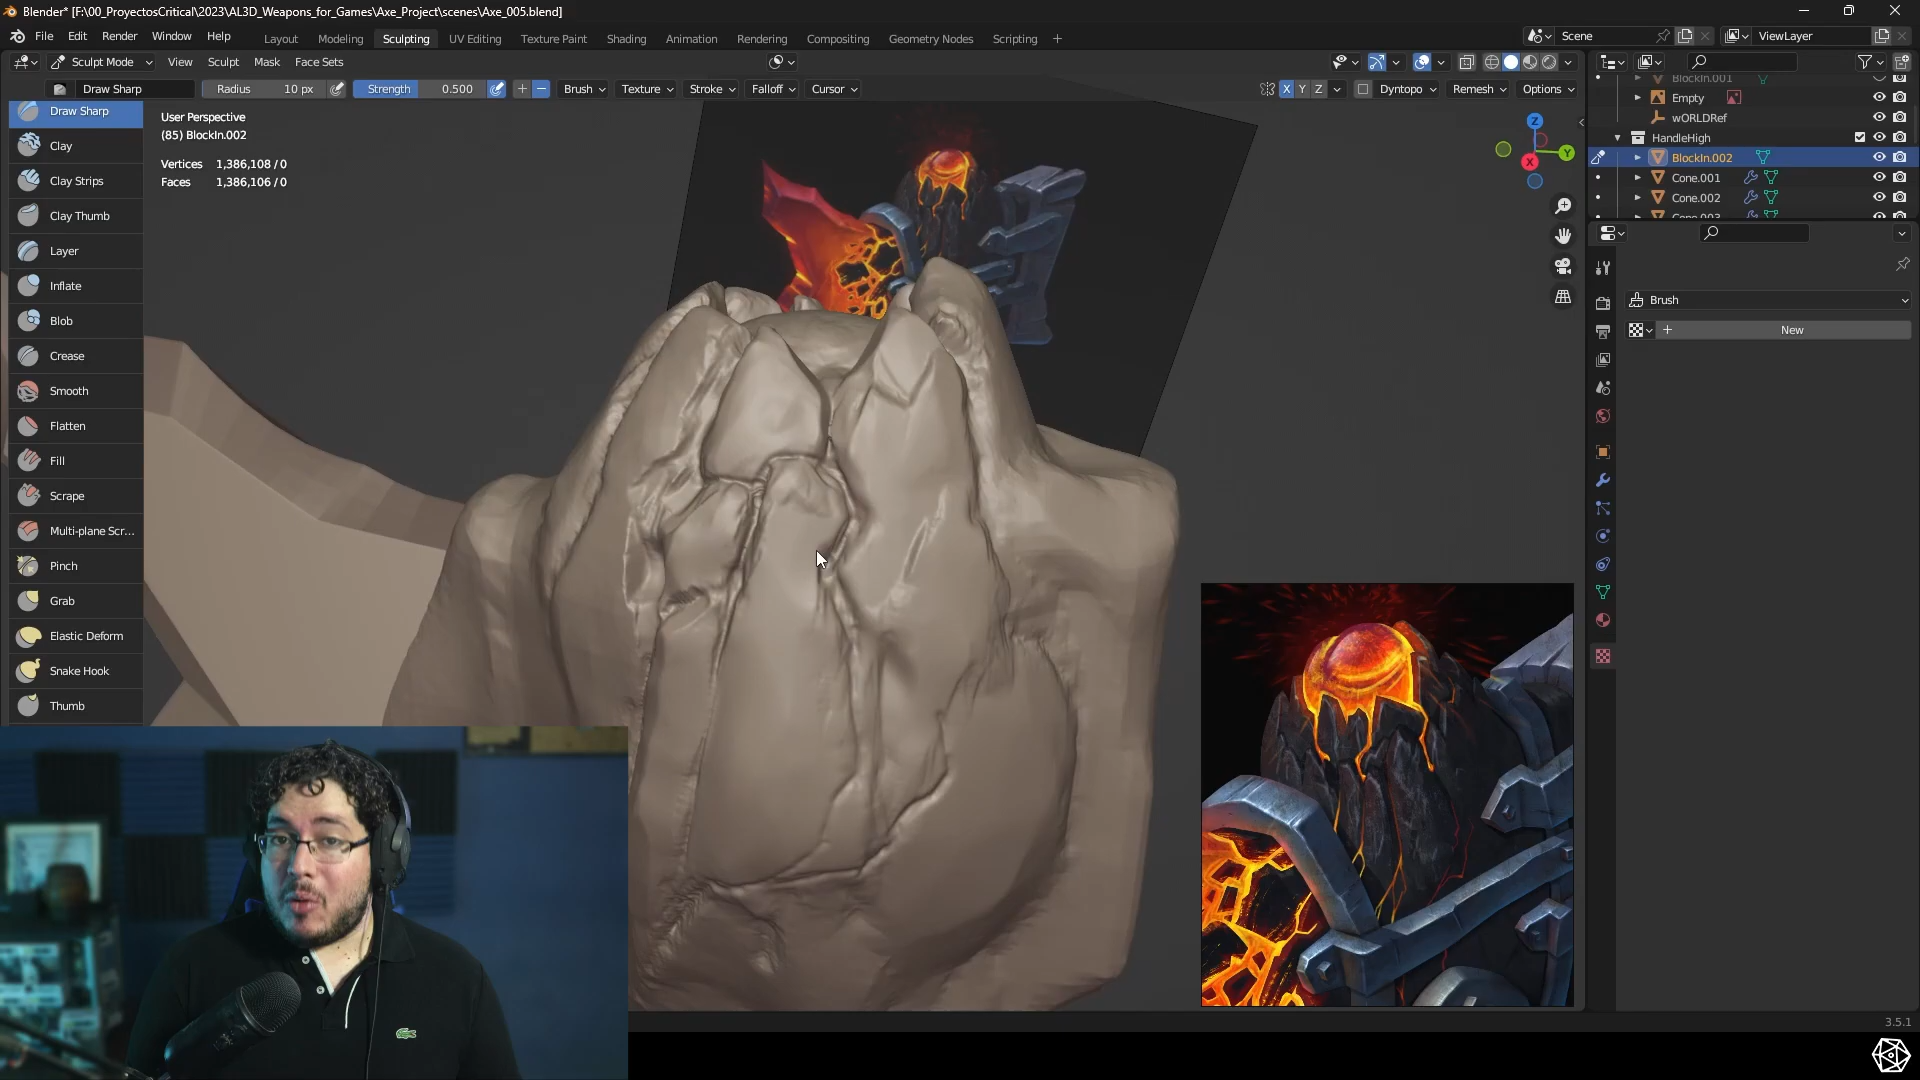 Blender* [F:\00_ProyectosCritical\2023\AL3D_Weapons_for_Games\Axe_Project\scenes\Axe_005.blend]
File Edit Render Window Help Layout Modeling Sculpting UV Editing Texture Paint Shading Animation Rendering Compositing Geometry Nodes Scripting + Scene ViewLayer
Sculpt Mode View Sculpt Mask Face Sets
Draw Sharp Radius 10 px Strength 0.500 Brush Texture Stroke Falloff Cursor X Y Z Dyntopo Remesh Options
BlockIn.001
Empty
wORLDRef
HandleHigh
BlockIn.002
Cone.001
Cone.002
Cone.003
Draw Sharp
Clay
Clay Strips
Clay Thumb
Layer
Inflate
Blob
Crease
Smooth
Flatten
Fill
Scrape
Multi-plane Scr...
Pinch
Grab
Elastic Deform
Snake Hook
Thumb
User Perspective
(85) BlockIn.002
Vertices 1,386,108 / 0
Faces 1,386,106 / 0
Z
Y
X
Brush
New
3.5.1